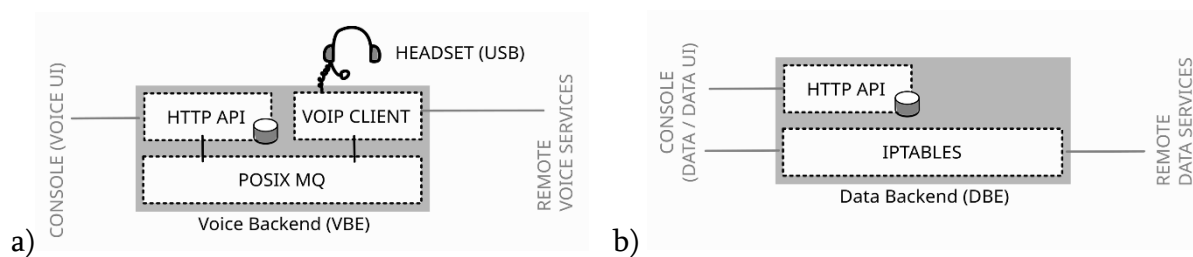 a)
CONSOLE (VOICE UI)
HEADSET (USB)
HTTP API
VOIP CLIENT
POSIX MQ
Voice Backend (VBE)
REMOTE
VOICE SERVICES
b)
CONSOLE
(DATA / DATA UI)
HTTP API
IPTABLES
Data Backend (DBE)
REMOTE
DATA SERVICES